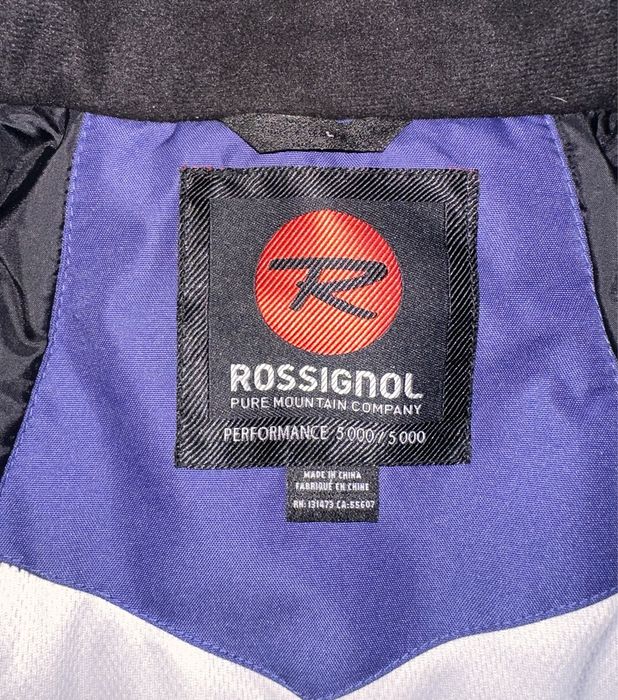 R
ROSSIGNOL
PURE MOUNTAIN COMPANY
PERFORMANCE 5 000 / 5 000
MADE IN CHINA
FABRIQUÉ EN CHINE
RN: 131473 CA: 55607